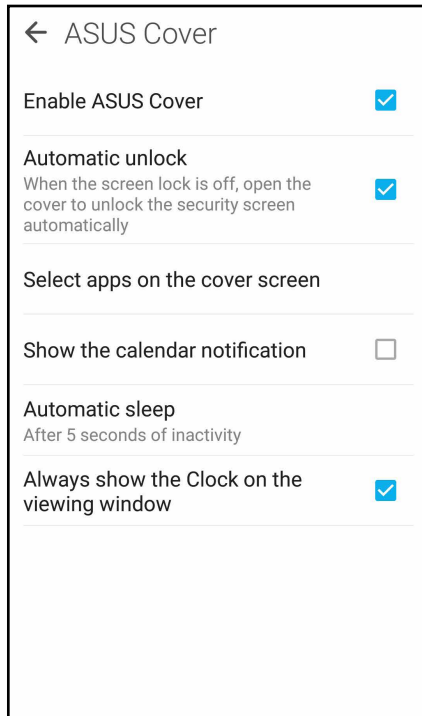 ASUS Cover
Enable ASUS Cover
Automatic unlock
When the screen lock is off, open the
cover to unlock the security screen
automatically
Select apps on the cover screen
Show the calendar notification
Automatic sleep
After 5 seconds of inactivity
Always show the Clock on the
viewing window